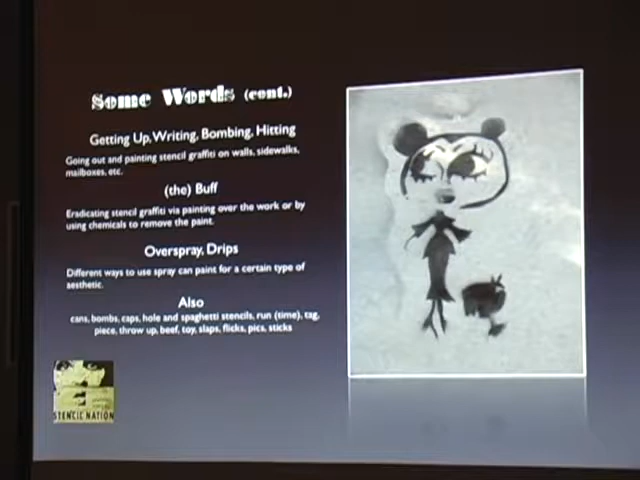 Some Words (cont.)
Getting Up, Writing, Bombing, Hitting
Going out and painting stencil graffiti on walls, sidewalks,
mailboxes, etc.
(the) Buff
Eradicating stencil graffiti via painting over the work or by
using chemicals to remove the paint.
Overspray, Drips
Different ways to use spray can paint for a certain type of
aesthetic.
Also
cans, bombs, caps, hole and spaghetti stencils, run (time), tag,
piece, throw up, beef, toy, slaps, flicks, pics, sticks
STENCIL NATION